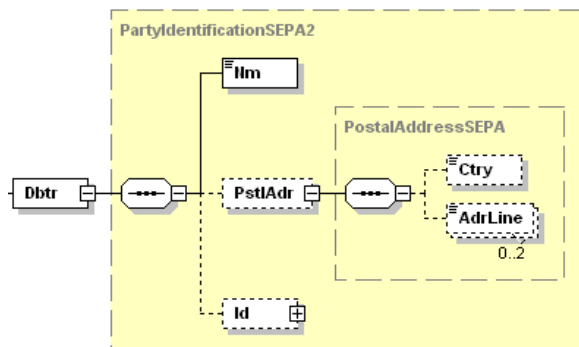 PartyIdentificationSEPA2
Nm
PostalAddressSEPA
Ctry
Dbtr
PstlAdr
AdrLine
0..2
Id